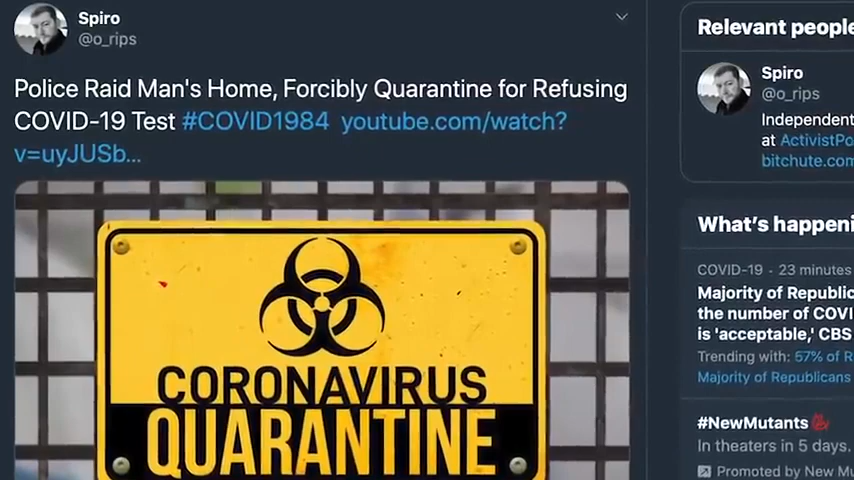 Spiro
@o_rips
Police Raid Man's Home, Forcibly Quarantine for Refusing
COVID-19 Test #COVID1984 youtube.com/watch?
v=uyJUSb...
CORONAVIRUS
QUARANTINE
Relevant people
Spiro
@o_rips
Independent
at ActivistPo
bitchute.com
What's happeni
COVID-19 · 23 minutes
Majority of Republic
the number of COVI
is 'acceptable,' CBS
Trending with: 57% of R
Majority of Republicans
#NewMutants
In theaters in 5 days.
Promoted by New Mu